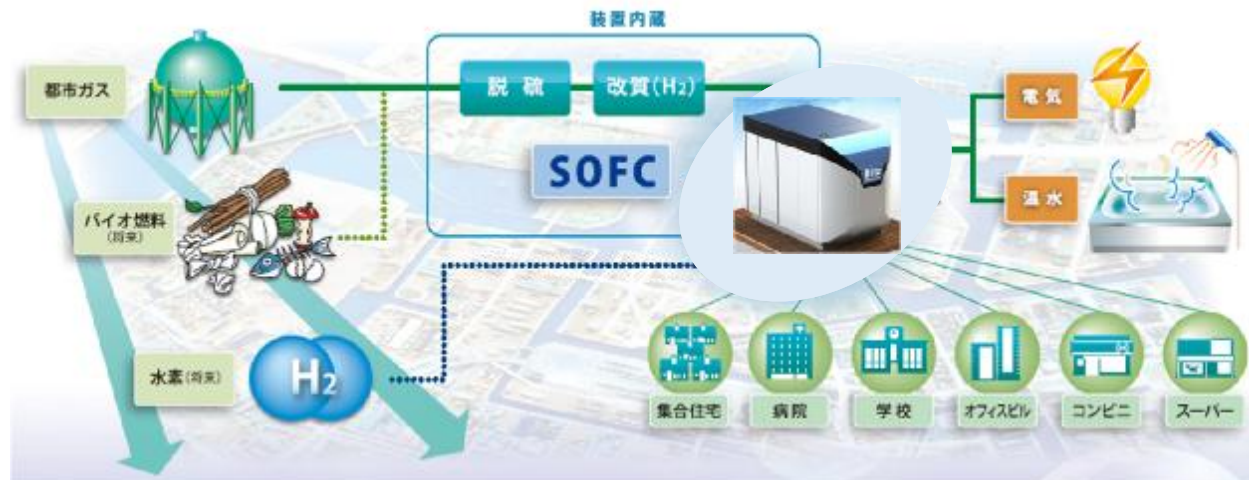 装置内蔵
都市ガス
脱硫
改質(H2)
SOFC
電気
温水
バイオ燃料
(将来)
水素(将来)
H2
集合住宅
病院
学校
オフィスビル
コンビニ
スーパー